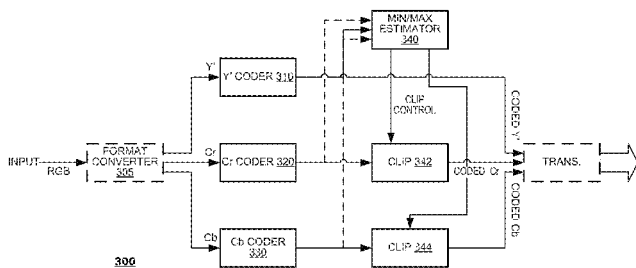 MIN/MAX
ESTIMATOR
340
Y' Y' CODER 310
CLIP
CONTROL
CODED Y'
INPUT
RGB
FORMAT
CONVERTER
305
Cr Cr CODER 320
CLIP 342
CODED Cr
TRANS.
CODED Cb
Cb Cb CODER 330
CLIP 344
300